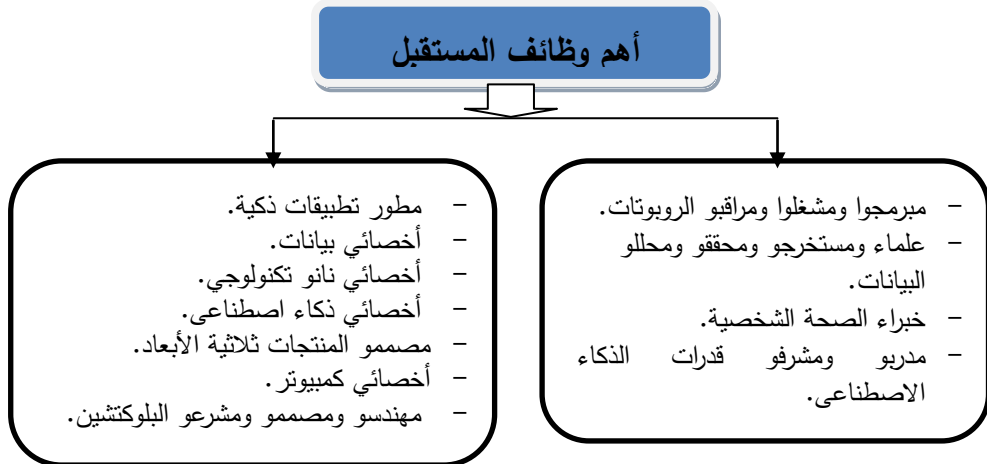 أهم وظائف المستقبل
- مبرمجوا ومشغلوا ومراقبو الروبوتات.
- علماء ومستخرجو ومحققو ومحللو
البيانات.
- خبراء الصحة الشخصية.
- مدربو ومشرفو قدرات الذكاء
الاصطناعى.
- مطور تطبيقات ذكية.
- أخصائي بيانات.
- أخصائي نانو تكنولوجي.
- أخصائي ذكاء اصطناعى.
- مصممو المنتجات ثلاثية الأبعاد.
- أخصائي كمبيوتر.
- مهندسو ومصممو ومشرعو البلوكتشين.